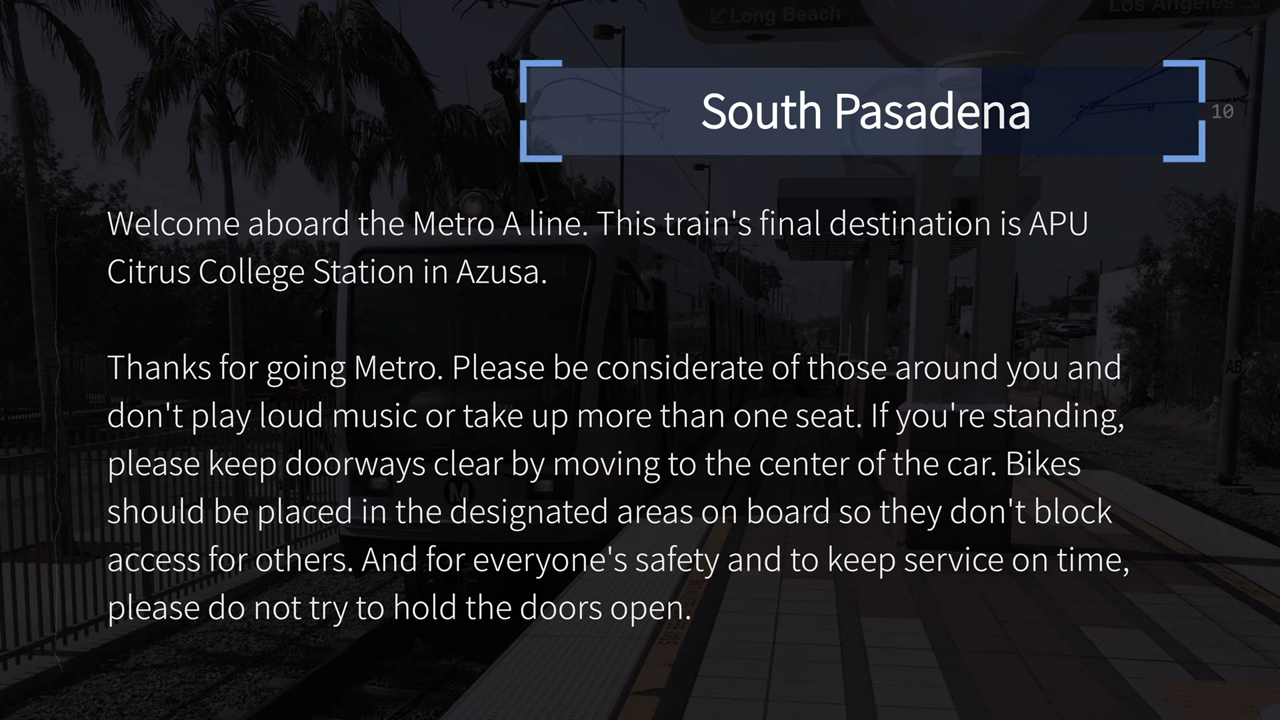 Long Beach
Los Angeles
South Pasadena
10
Welcome aboard the Metro A line. This train's final destination is APU
Citrus College Station in Azusa.
Thanks for going Metro. Please be considerate of those around you and
don't play loud music or take up more than one seat. If you're standing,
please keep doorways clear by moving to the center of the car. Bikes
should be placed in the designated areas on board so they don't block
access for others. And for everyone's safety and to keep service on time,
please do not try to hold the doors open.